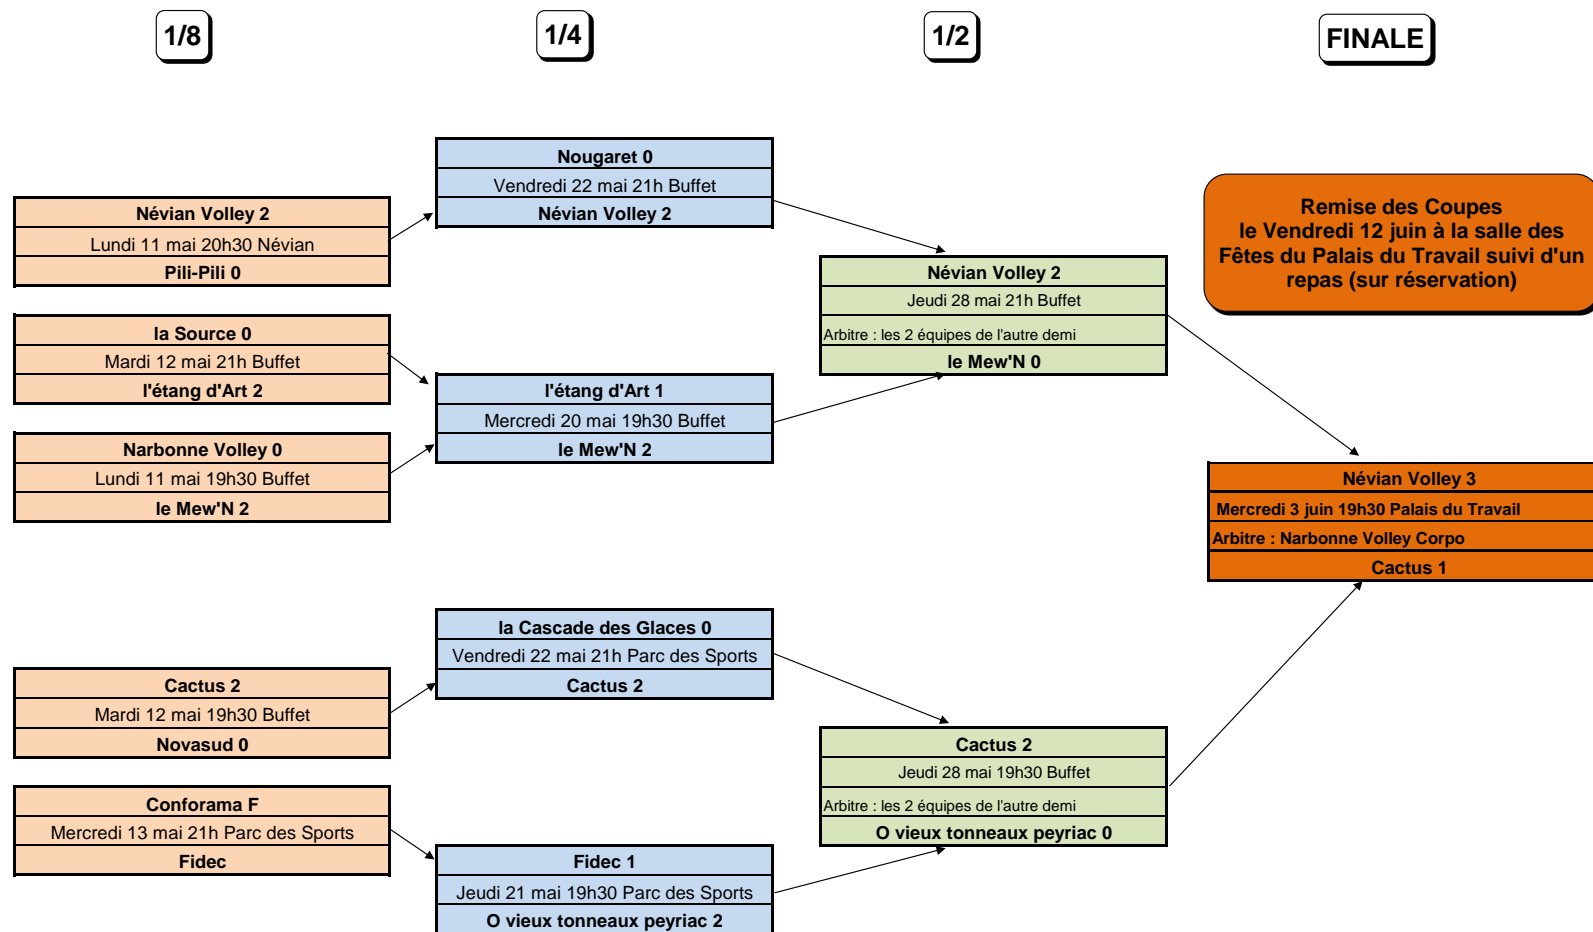 1/8
1/4
1/2
FINALE
Névian Volley 2
Lundi 11 mai 20h30 Névian
Pili-Pili 0
la Source 0
Mardi 12 mai 21h Buffet
l'étang d'Art 2
Narbonne Volley 0
Lundi 11 mai 19h30 Buffet
le Mew'N 2
Cactus 2
Mardi 12 mai 19h30 Buffet
Novasud 0
Conforama F
Mercredi 13 mai 21h Parc des Sports
Fidec
Nougaret 0
Vendredi 22 mai 21h Buffet
Névian Volley 2
l'étang d'Art 1
Mercredi 20 mai 19h30 Buffet
le Mew'N 2
la Cascade des Glaces 0
Vendredi 22 mai 21h Parc des Sports
Cactus 2
Fidec 1
Jeudi 21 mai 19h30 Parc des Sports
O vieux tonneaux peyriac 2
Névian Volley 2
Jeudi 28 mai 21h Buffet
Arbitre : les 2 équipes de l'autre demi
le Mew'N 0
Cactus 2
Jeudi 28 mai 19h30 Buffet
Arbitre : les 2 équipes de l'autre demi
O vieux tonneaux peyriac 0
Remise des Coupes
le Vendredi 12 juin à la salle des
Fêtes du Palais du Travail suivi d'un
repas (sur réservation)
Névian Volley 3
Mercredi 3 juin 19h30 Palais du Travail
Arbitre : Narbonne Volley Corpo
Cactus 1